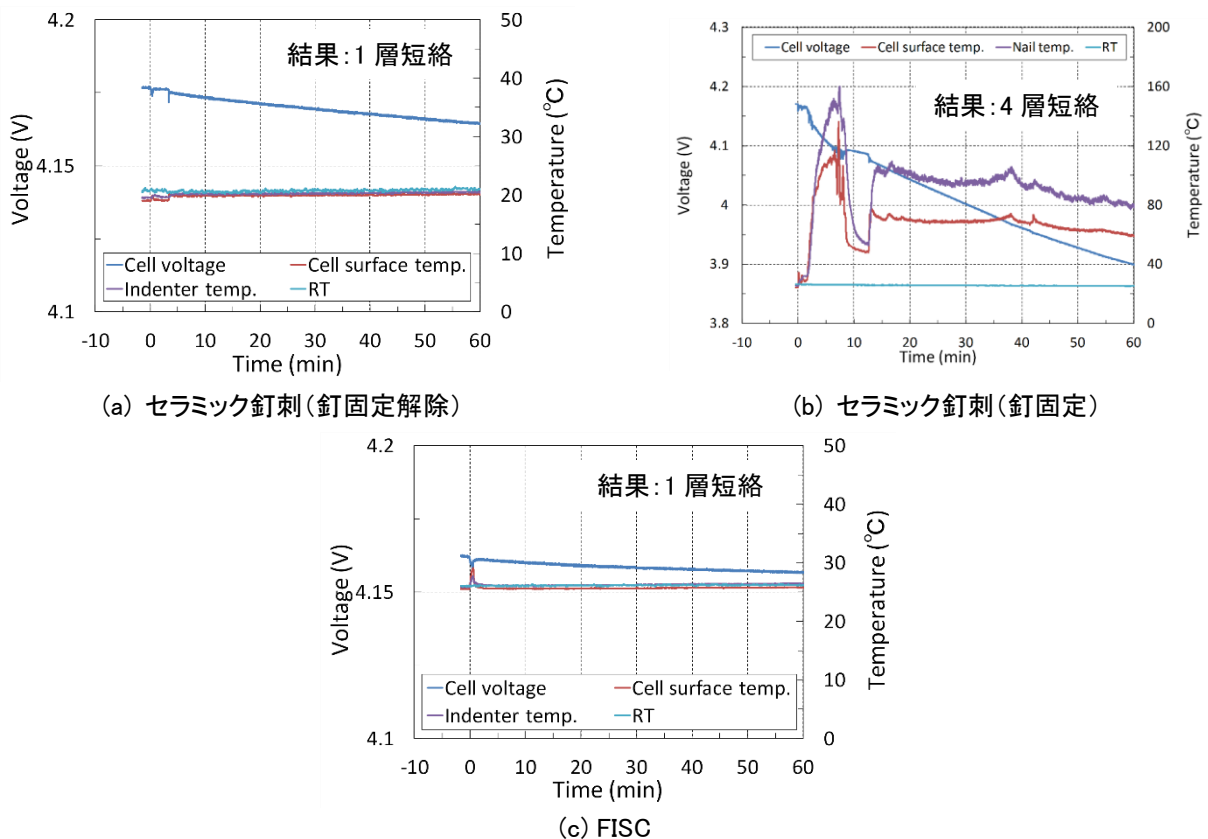 4.2
4.15
4.1
Voltage (V)
50
40
30
20
10
0
Temperature (℃)
結果:1 層短絡
Cell voltage
Cell surface temp.
Indenter temp.
RT
-10 0 10 20 30 40 50 60
Time (min)
(a) セラミック釘刺(釘固定解除)
4.3
4.2
4.1
4
3.9
3.8
Voltage (V)
200
160
120
80
40
0
Temperature (℃)
Cell voltage Cell surface temp. Nail temp. RT
結果:4 層短絡
-10 0 10 20 30 40 50 60
Time (min)
(b) セラミック釘刺(釘固定)
4.2
4.15
4.1
Voltage (V)
50
40
30
20
10
0
Temperature (℃)
結果:1 層短絡
Cell voltage
Cell surface temp.
Indenter temp.
RT
-10 0 10 20 30 40 50 60
Time (min)
(c) FISC